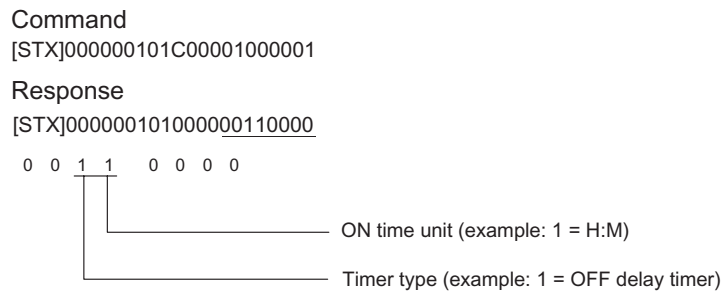 Command
[STX]000000101C00001000001
Response
[STX]000000101000000110000
0 0 1 1 0 0 0 0
ON time unit (example: 1 = H:M)
Timer type (example: 1 = OFF delay timer)